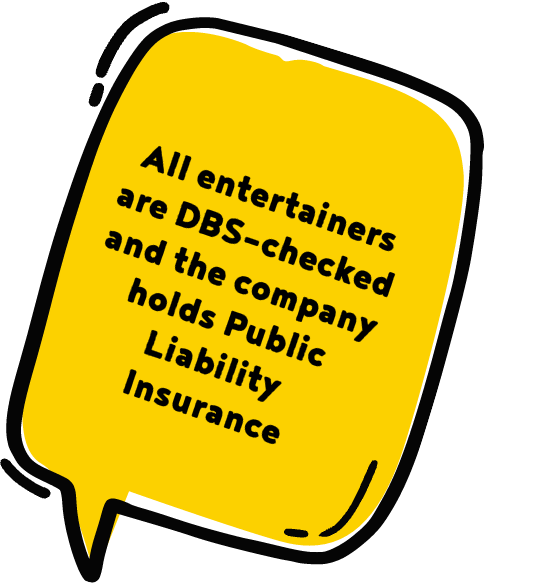 All entertainers
are DBS-checked
and the company
holds Public
Liability
Insurance